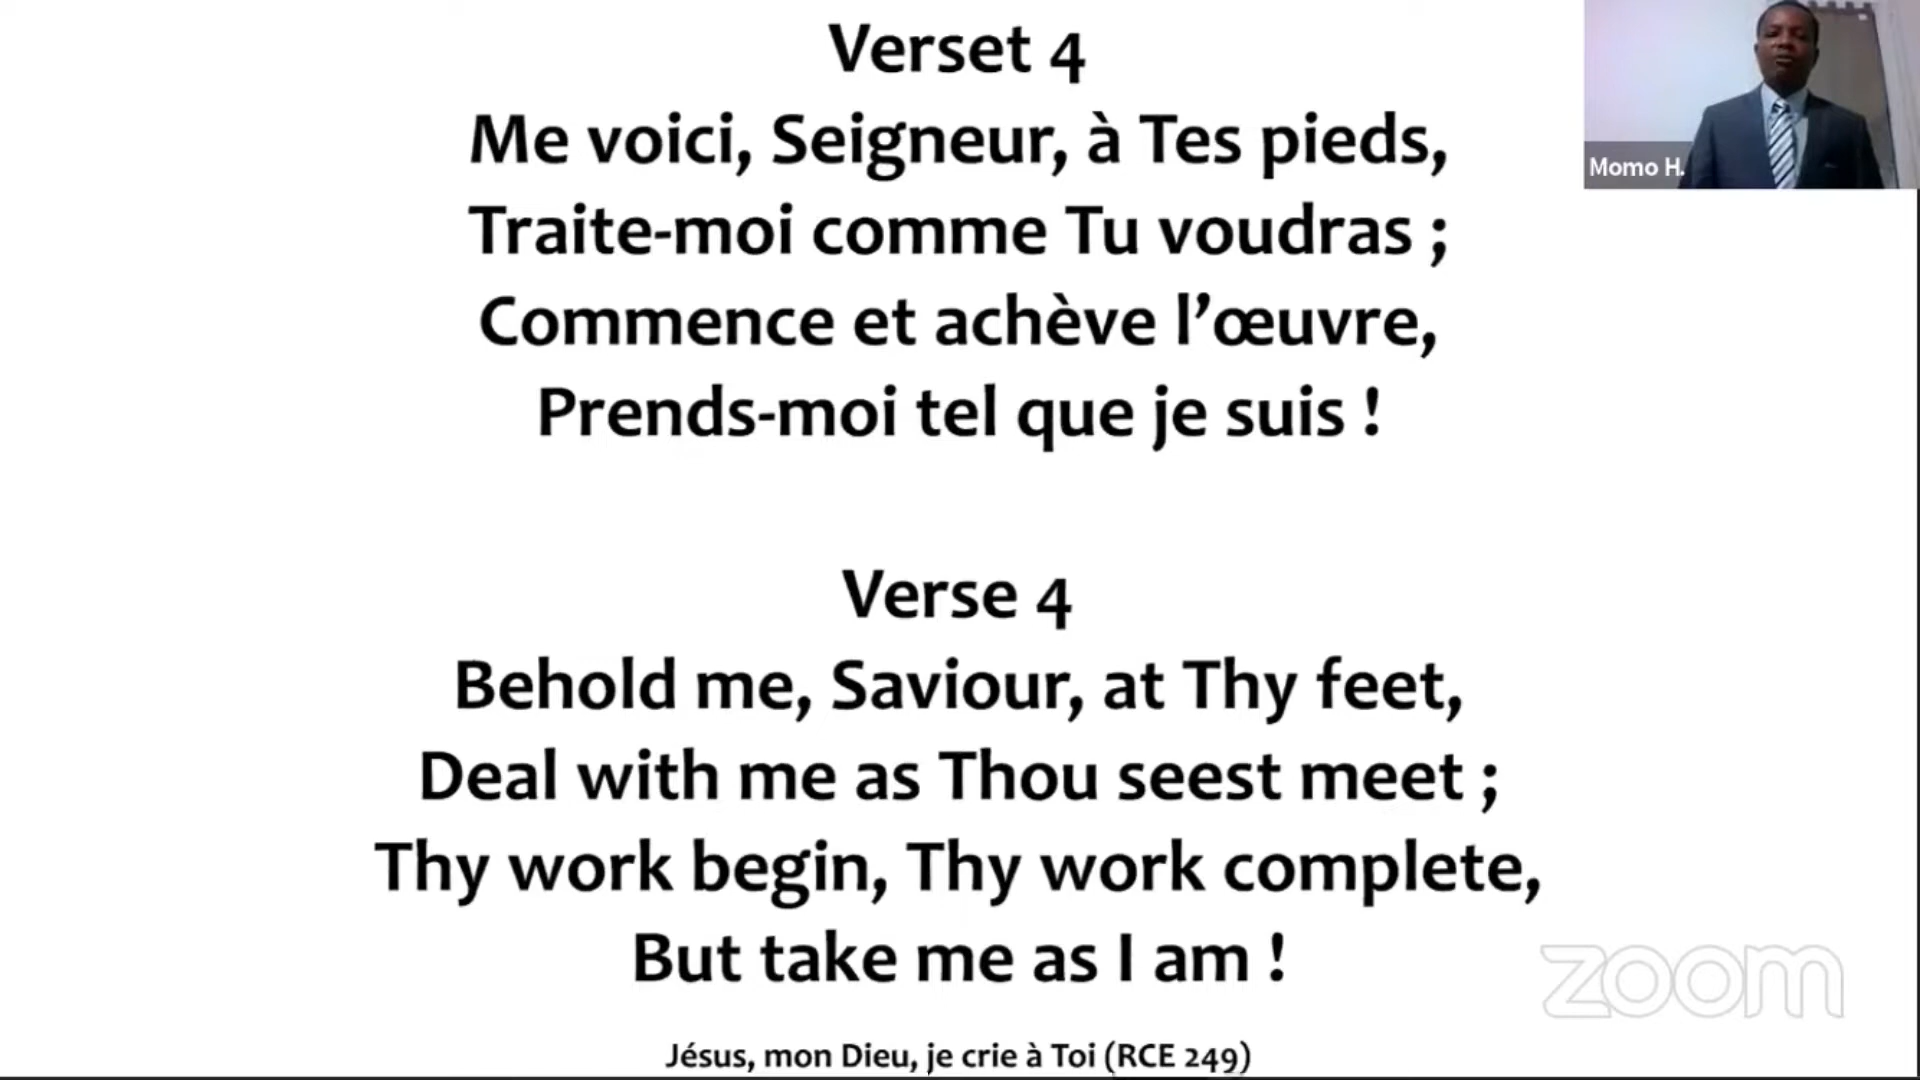 Verset 4
Me voici, Seigneur, à Tes pieds,
Traite-moi comme Tu voudras ;
Commence et achève l’œuvre,
Prends-moi tel que je suis !
Momo H.
Verse 4
Behold me, Saviour, at Thy feet,
Deal with me as Thou seest meet ;
Thy work begin, Thy work complete,
But take me as I am !
zoom
Jésus, mon Dieu, je crie à Toi (RCE 249)